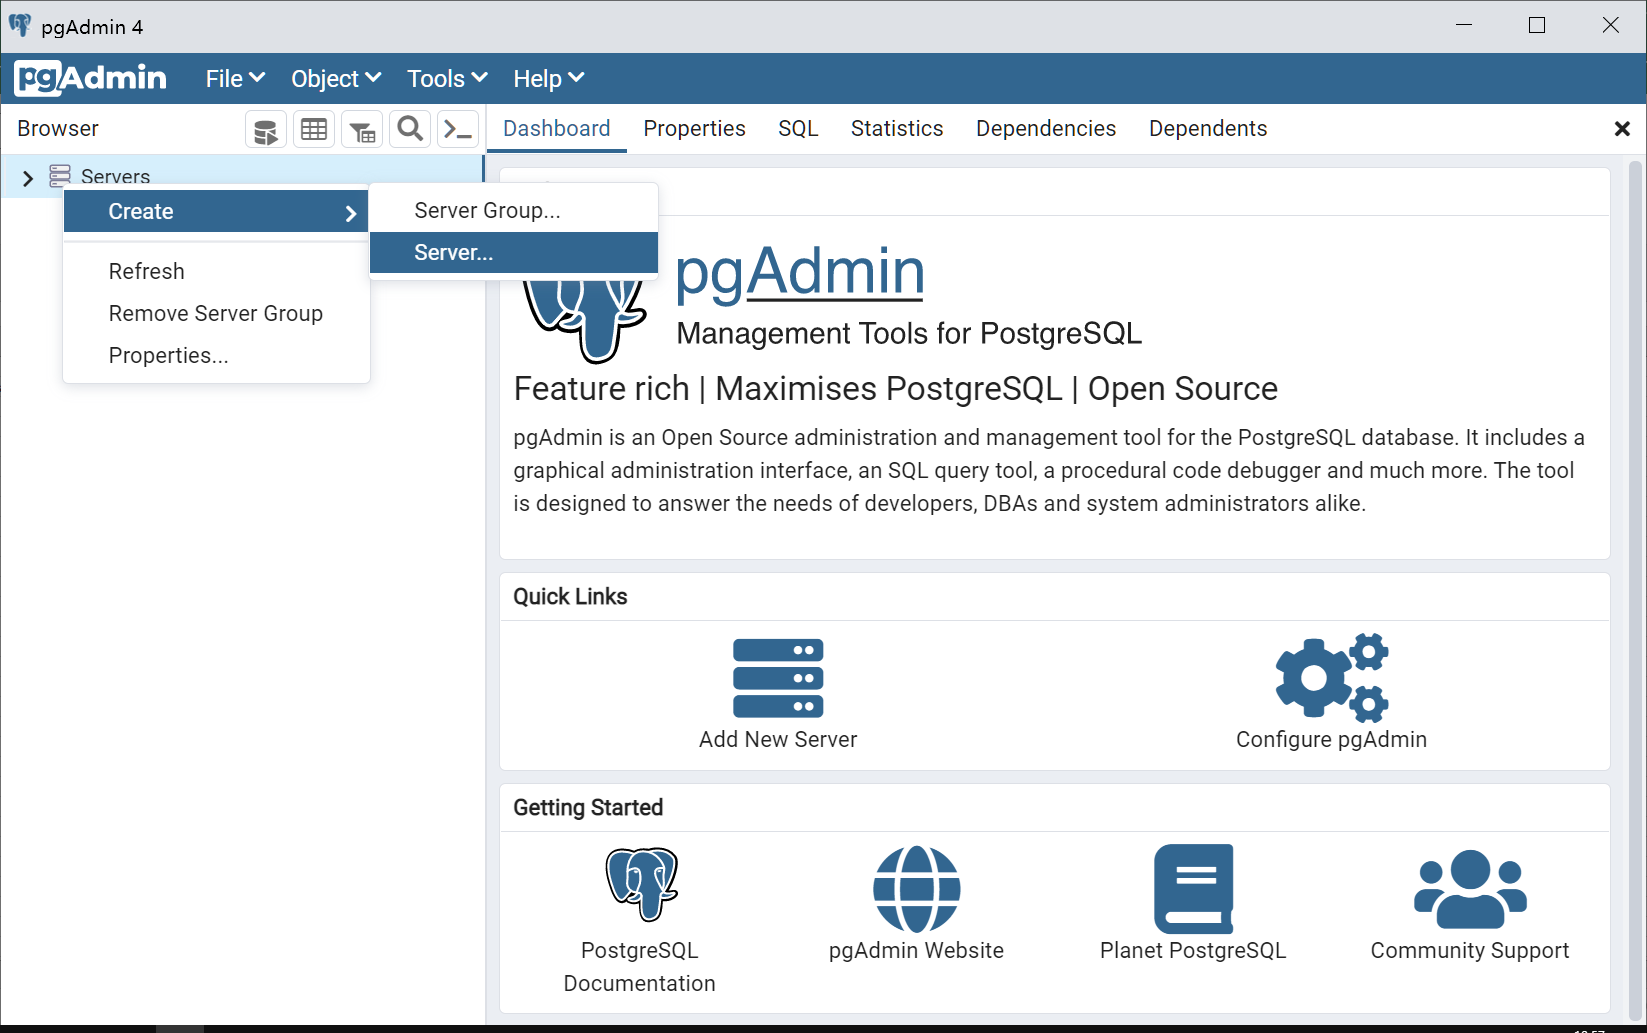 pgAdmin 4
pgAdmin File Object Tools Help
Browser
Dashboard Properties SQL Statistics Dependencies Dependents
Servers
Create
Refresh
Remove Server Group
Properties...
Server Group...
Server...
pgAdmin
Management Tools for PostgreSQL
Feature rich | Maximises PostgreSQL | Open Source
pgAdmin is an Open Source administration and management tool for the PostgreSQL database. It includes a
graphical administration interface, an SQL query tool, a procedural code debugger and much more. The tool
is designed to answer the needs of developers, DBAs and system administrators alike.
Quick Links
Add New Server
Configure pgAdmin
Getting Started
PostgreSQL
Documentation
pgAdmin Website
Planet PostgreSQL
Community Support